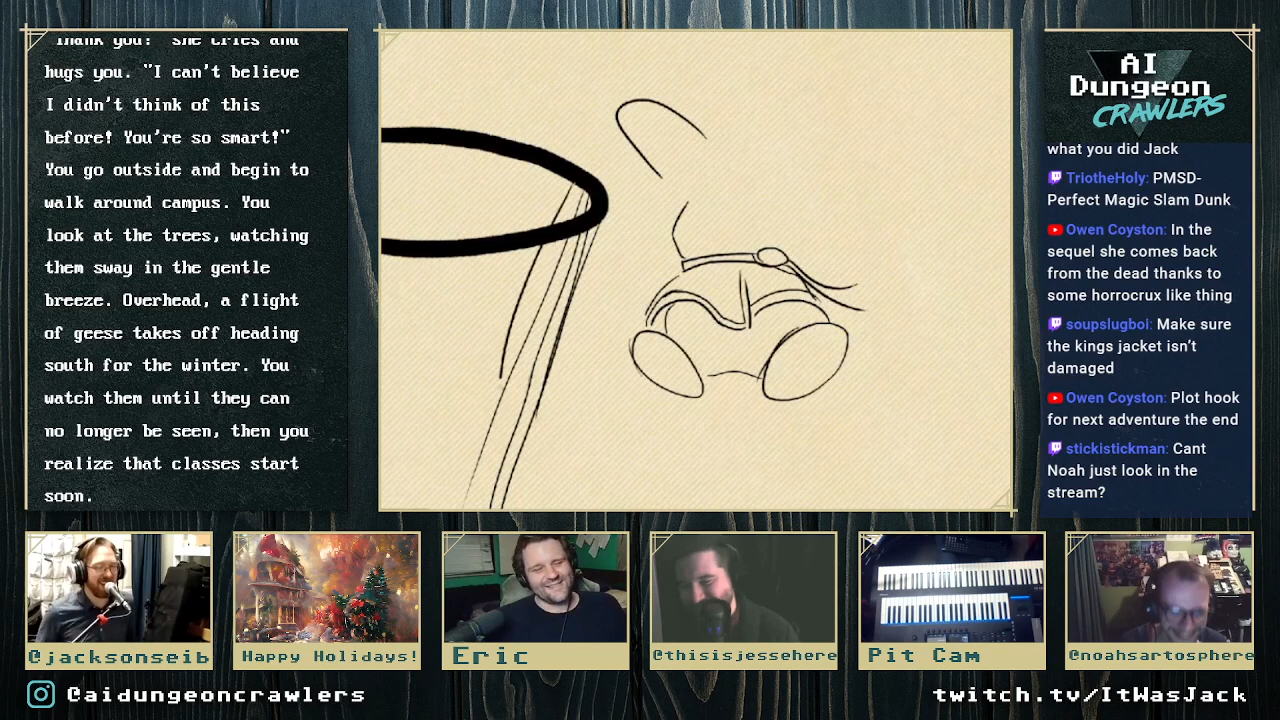 "Thank you!" she cries and
hugs you. "I can't believe
I didn't think of this
before! You're so smart!"
You go outside and begin to
walk around campus. You
look at the trees, watching
them sway in the gentle
breeze. Overhead, a flight
of geese takes off heading
south for the winter. You
watch them until they can
no longer be seen, then you
realize that classes start
soon.
AI
Dungeon
CRAWLERS
what you did Jack
TriotheHoly: PMSD-
Perfect Magic Slam Dunk
Owen Coyston: In the
sequel she comes back
from the dead thanks to
some horrocrux like thing
soupslugboi: Make sure
the kings jacket isn't
damaged
Owen Coyston: Plot hook
for next adventure the end
stickistickman: Cant
Noah just look in the
stream?
@jacksonseib
Happy Holidays!
Eric
@thisisjessehere
Pit Cam
@noahsartosphere
@aidungeoncrawlers
twitch.tv/ItWasJack